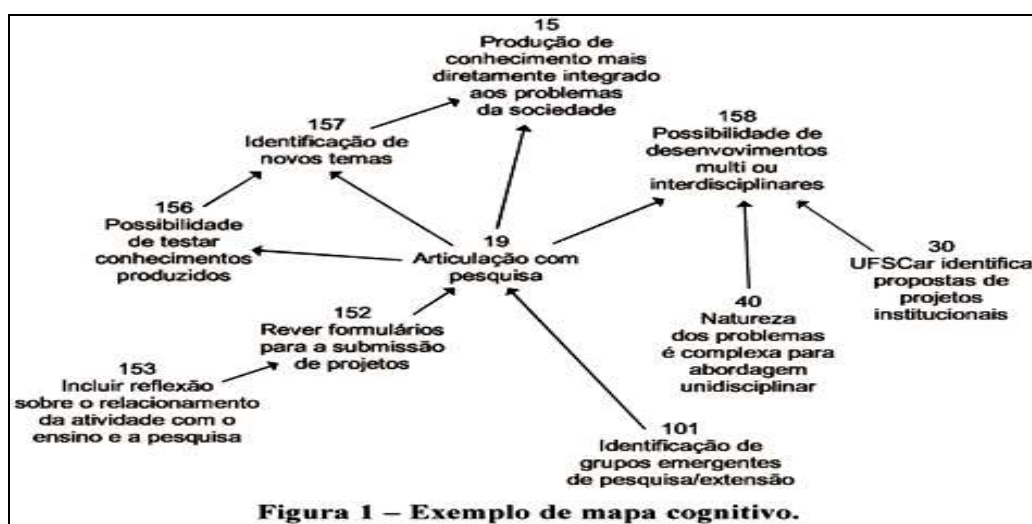 15
Produção de
conhecimento mais
diretamente integrado
aos problemas
da sociedade
157
Identificação de
novos temas
158
Possibilidade de
desenvovimentos
multi ou
interdisciplinares
156
Possibilidade
de testar
conhecimentos
produzidos
19
Articulação com
pesquisa
30
UFSCar identifica
propostas de
projetos
institucionais
152
Rever formulários
para a submissão
de projetos
40
Natureza
dos problemas
é complexa para
abordagem
unidisciplinar
153
Incluir reflexão
sobre o relacionamento
da atividade com o
ensino e a pesquisa
101
Identificação de
grupos emergentes
de pesquisa/extensão
Figura 1 – Exemplo de mapa cognitivo.